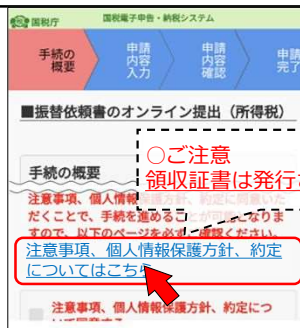 国税庁 国税電子申告・納税システム
手続の
概要
申請
内容
入力
申請
内容
確認
申請
完了
■振替依頼書のオンライン提出（所得税）
○ご注意
領収証書は発行
手続の概要
注意事項、個人情報保護方針、約定に同意いた
だくことで、手続を進めることが可能となりま
すので、以下のページを必ずご確認ください。
注意事項、個人情報保護方針、約定
についてはこちら
注意事項、個人情報保護方針、約定につ